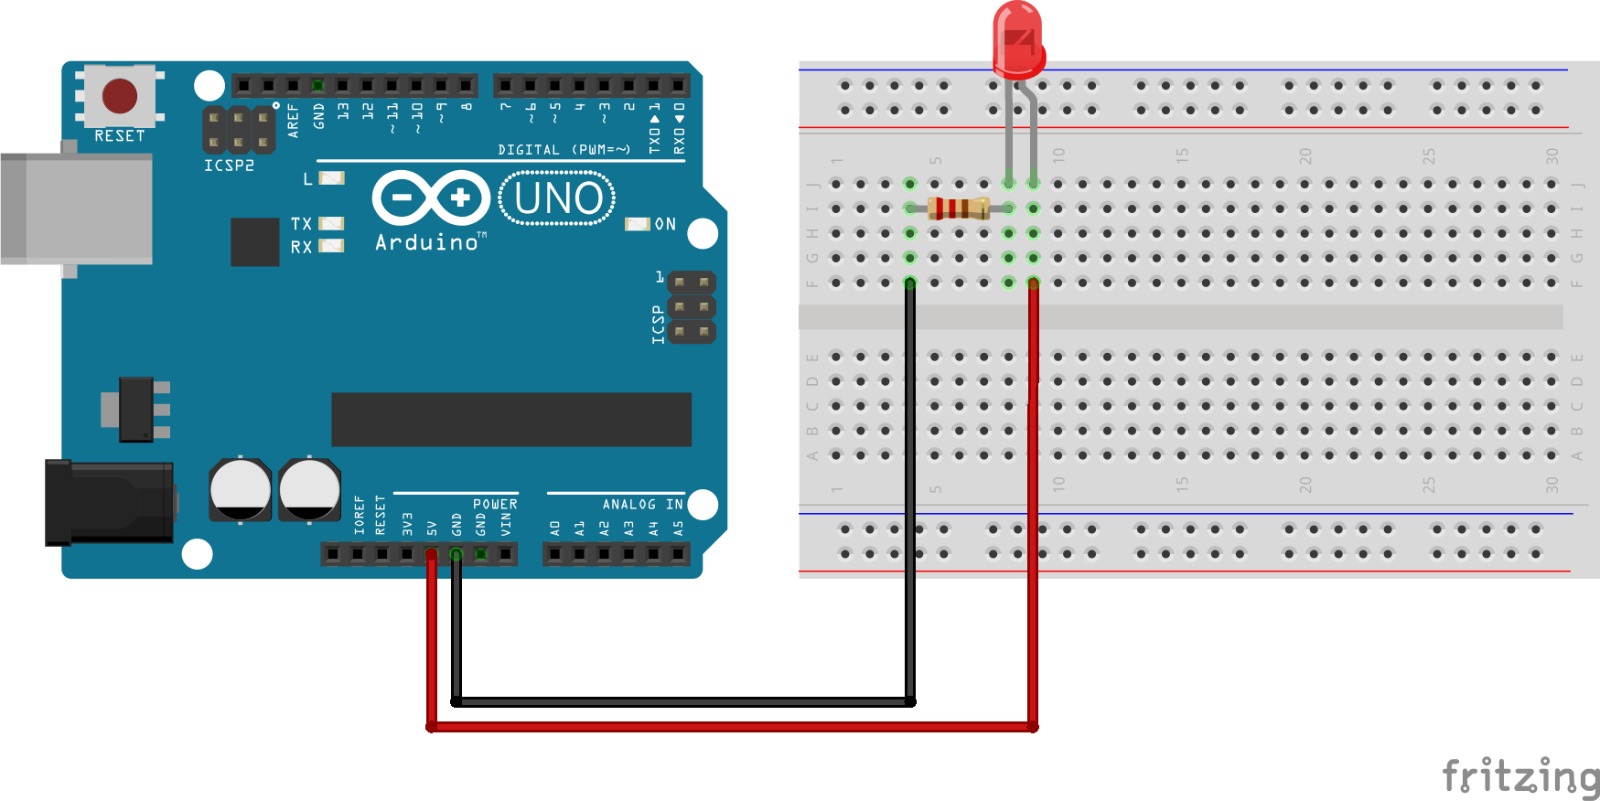 RESET
ICSP2
AREF
GND
13
12
~11
~10
~9
8
7
~6
~5
4
~3
2
TX0▶1
RX0◀0
DIGITAL (PWM=~)
L
TX
RX
UNO
Arduino™
ON
1
ICSP
IOREF
RESET
3V3
5V
GND
GND
VIN
POWER
ANALOG IN
A0
A1
A2
A3
A4
A5
1 5 10 15 20 25 30
J J
I I
H H
G G
F F
E E
D D
C C
B B
A A
1 5 10 15 20 25 30
fritzing